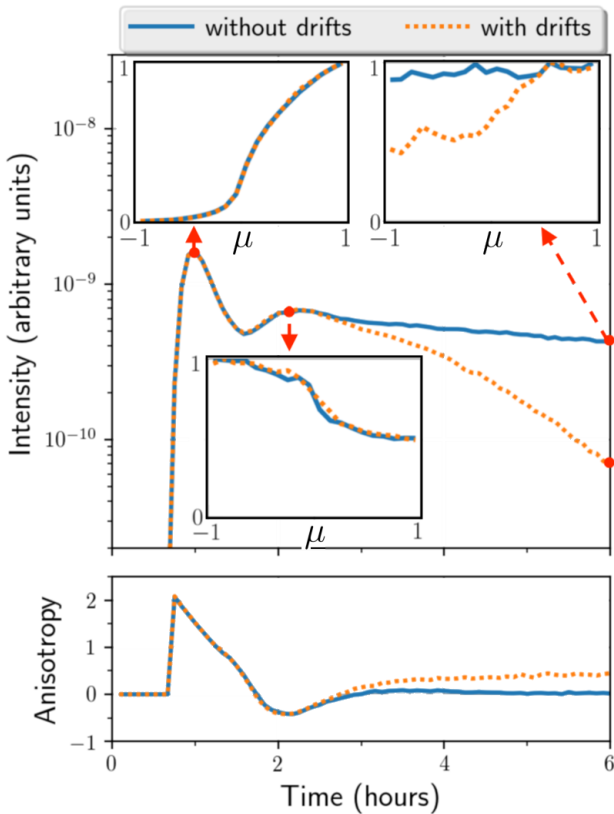 without drifts with drifts
1 1
0 0
−1 μ 1 −1 μ 1
10⁻⁸
10⁻⁹
10⁻¹⁰
Intensity (arbitrary units)
1
0
−1 μ 1
2
1
0
−1
Anisotropy
0 2 4 6
Time (hours)